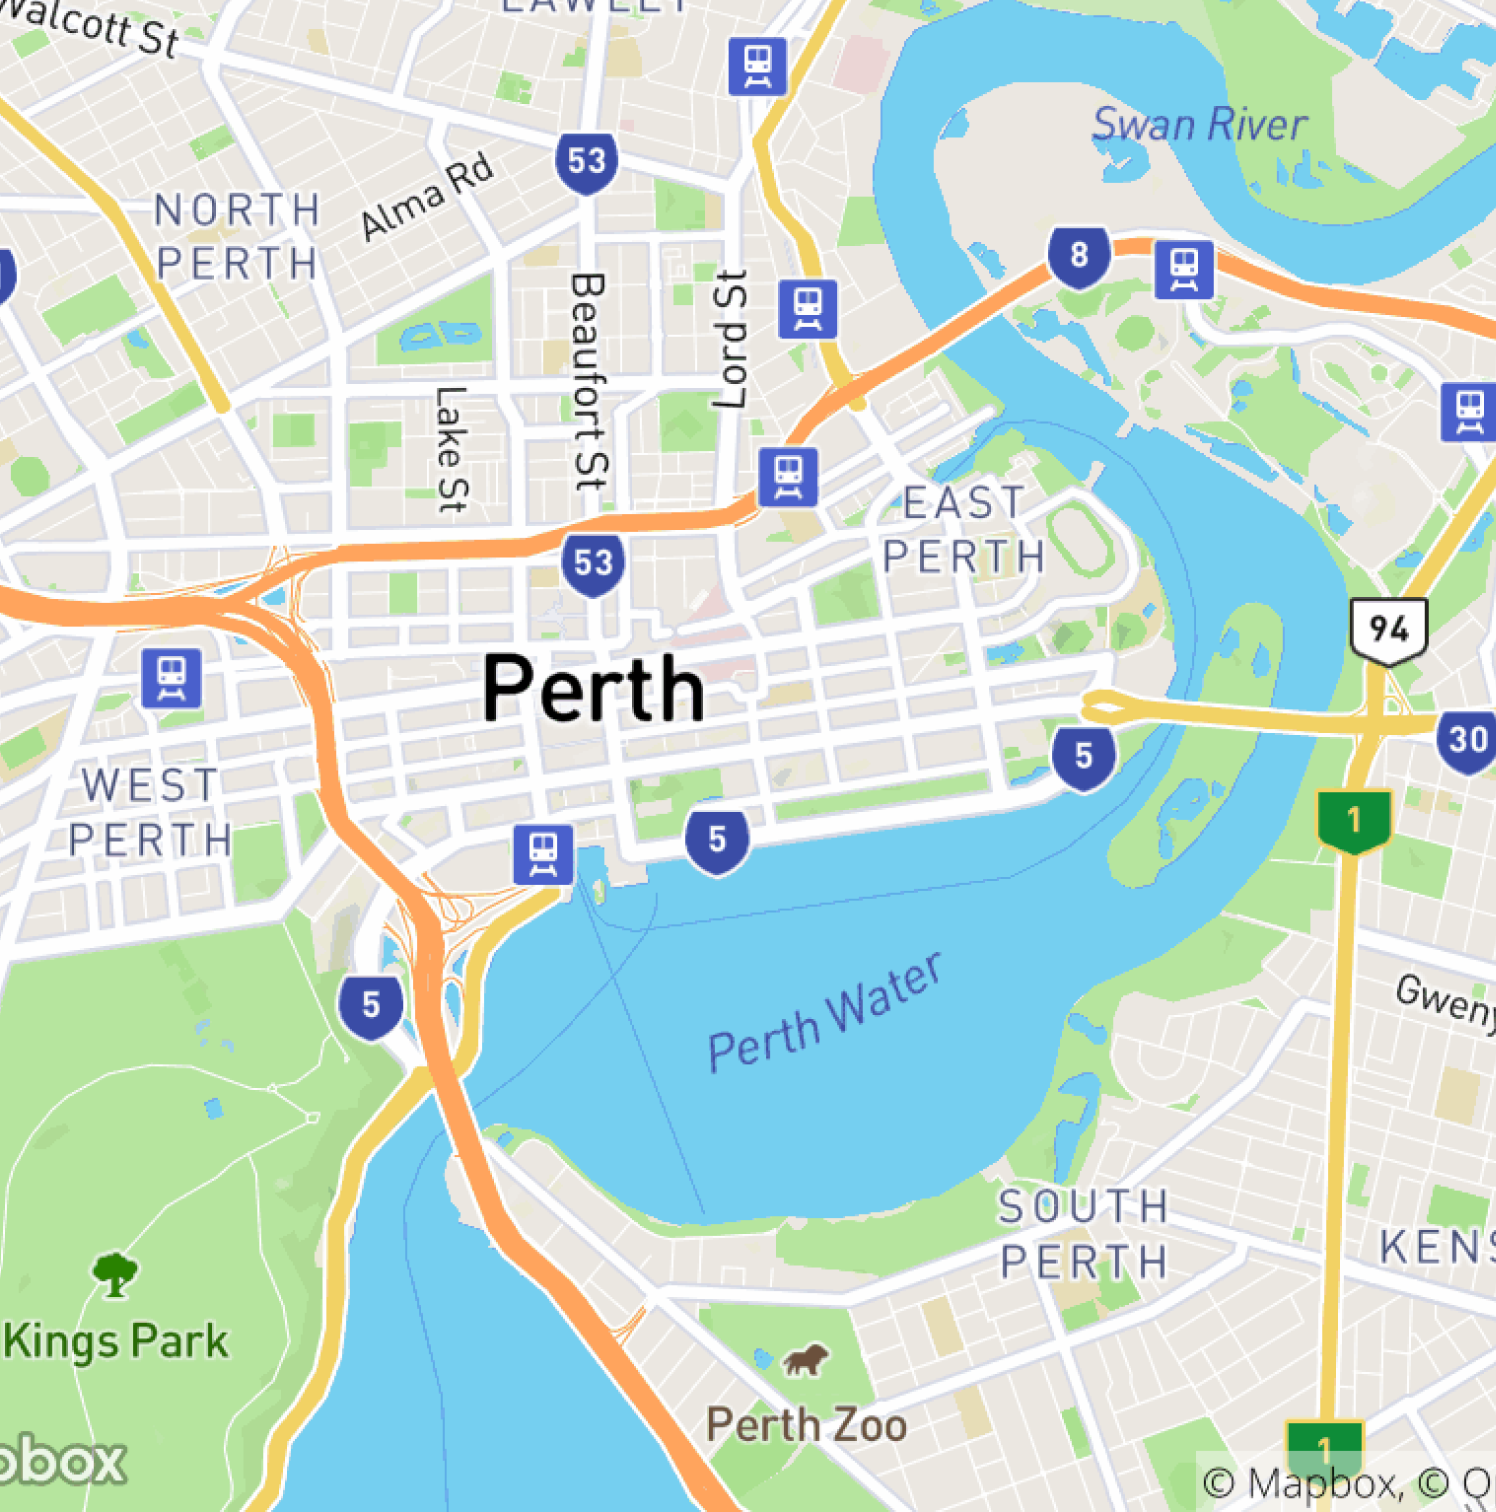 Walcott St
Swan River
53
Alma Rd
NORTH
PERTH
8
Beaufort St
Lord St
Lake St
EAST
PERTH
53
94
Perth
30
5
WEST
PERTH
5
1
5
Perth Water
Gweny
SOUTH
PERTH
KENS
Kings Park
Perth Zoo
1
obox
© Mapbox, © O